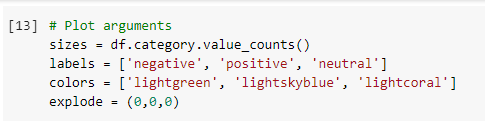 [13] # Plot arguments
sizes = df.category.value_counts()
labels = ['negative', 'positive', 'neutral']
colors = ['lightgreen', 'lightskyblue', 'lightcoral']
explode = (0,0,0)